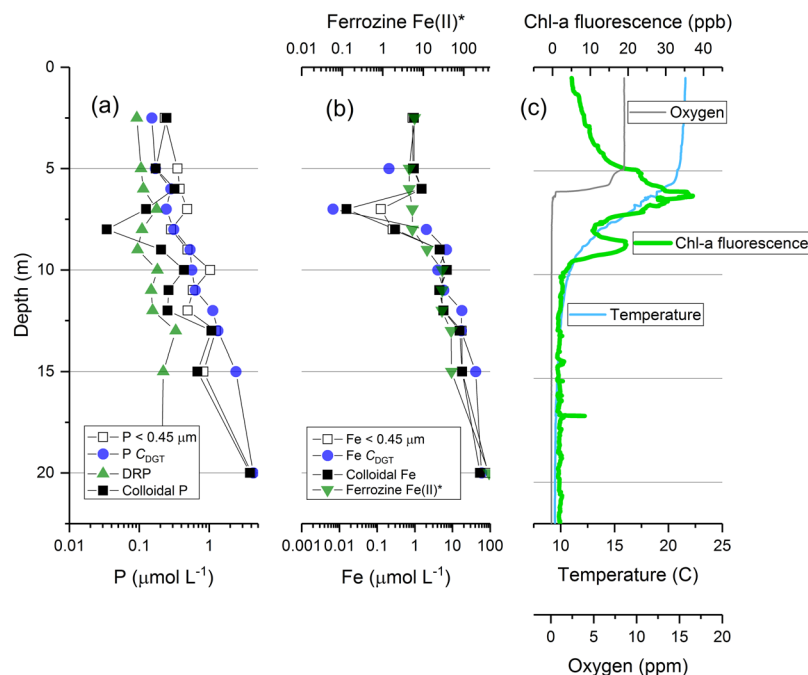 Ferrozine Fe(II)*
Chl-a fluorescence (ppb)
0.01 0.1 1 10 100
0 10 20 30 40
0
5
10
15
20
Depth (m)
(a)
(b)
(c)
Oxygen
Chl-a fluorescence
Temperature
P < 0.45 μm
P C_DGT
DRP
Colloidal P
Fe < 0.45 μm
Fe C_DGT
Colloidal Fe
Ferrozine Fe(II)*
0.01 0.1 1
0.001 0.01 0.1 1 10 100
10 15 20 25
P (μmol L⁻¹)
Fe (μmol L⁻¹)
Temperature (C)
0 5 10 15 20
Oxygen (ppm)